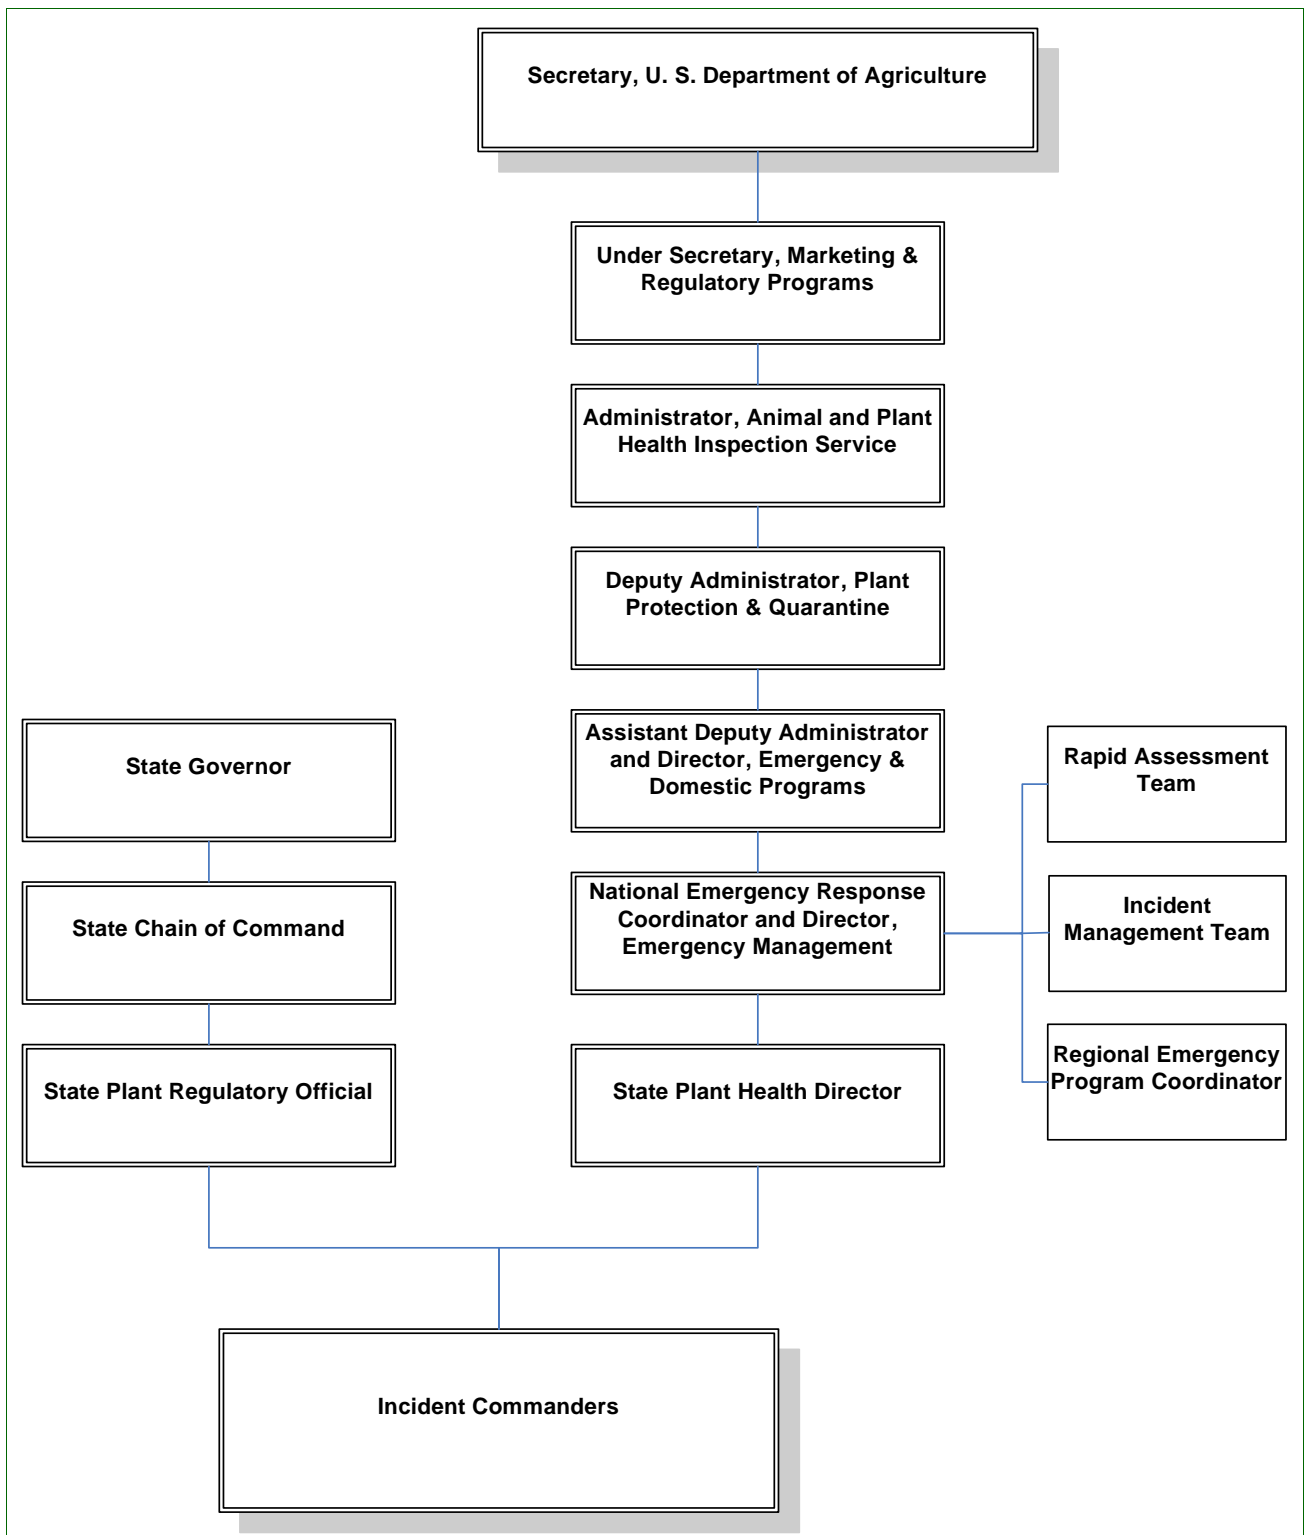 Secretary, U. S. Department of Agriculture
Under Secretary, Marketing &
Regulatory Programs
Administrator, Animal and Plant
Health Inspection Service
Deputy Administrator, Plant
Protection & Quarantine
Assistant Deputy Administrator
and Director, Emergency &
Domestic Programs
National Emergency Response
Coordinator and Director,
Emergency Management
State Plant Health Director
State Governor
State Chain of Command
State Plant Regulatory Official
Rapid Assessment
Team
Incident
Management Team
Regional Emergency
Program Coordinator
Incident Commanders